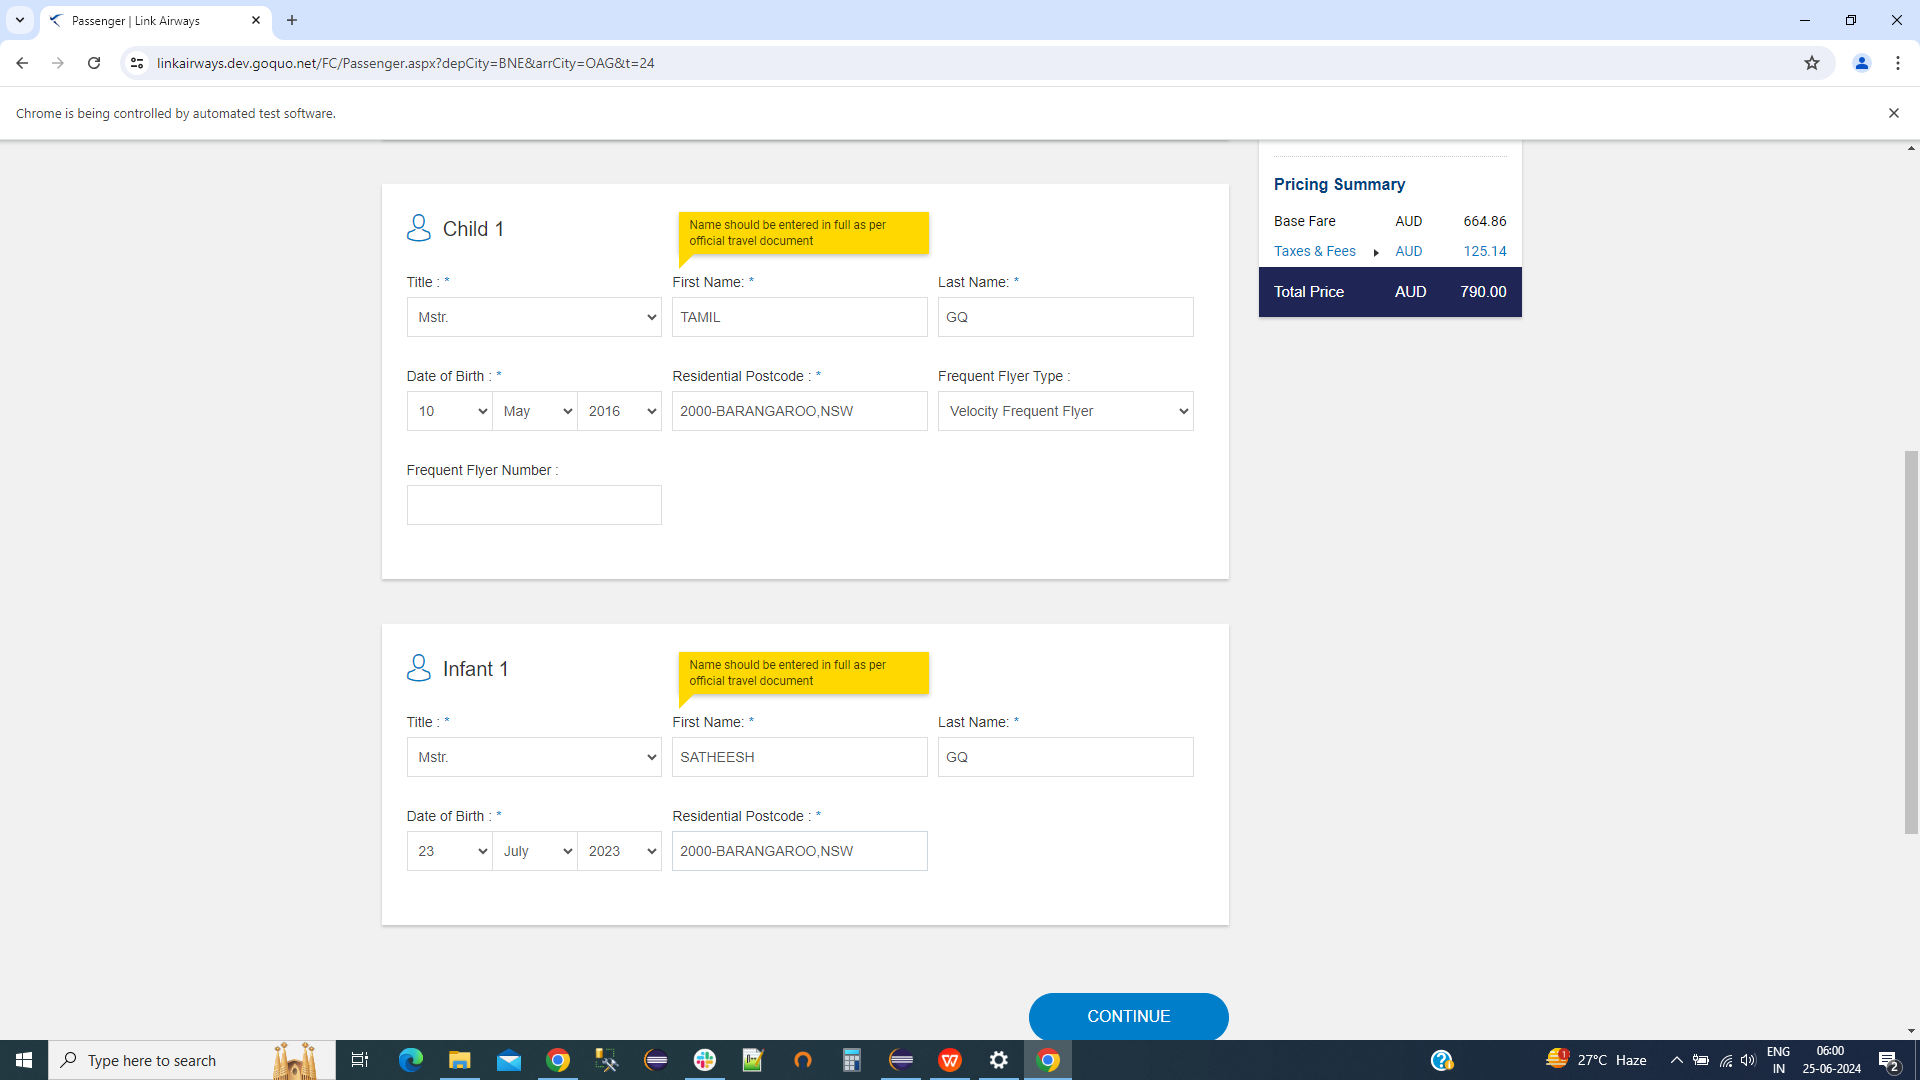 Passenger | Link Airways
linkairways.dev.goquo.net/FC/Passenger.aspx?depCity=BNE&arrCity=OAG&t=24
Chrome is being controlled by automated test software.
Child 1
Name should be entered in full as per
official travel document
Title : *
First Name: *
Last Name: *
Mstr.
TAMIL
GQ
Date of Birth : *
Residential Postcode : *
Frequent Flyer Type :
10
May
2016
2000-BARANGAROO,NSW
Velocity Frequent Flyer
Frequent Flyer Number :
Infant 1
Name should be entered in full as per
official travel document
Title : *
First Name: *
Last Name: *
Mstr.
SATHEESH
GQ
Date of Birth : *
Residential Postcode : *
23
July
2023
2000-BARANGAROO,NSW
CONTINUE
Pricing Summary
Base Fare AUD 664.86
Taxes & Fees AUD 125.14
Total Price AUD 790.00
Type here to search
1
27°C Haze
ENG
IN
06:00
25-06-2024
2